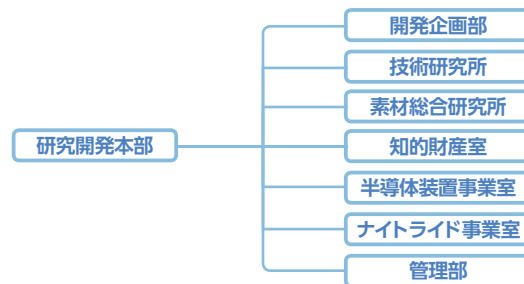 開発企画部
技術研究所
素材総合研究所
研究開発本部
知的財産室
半導体装置事業室
ナイトライド事業室
管理部